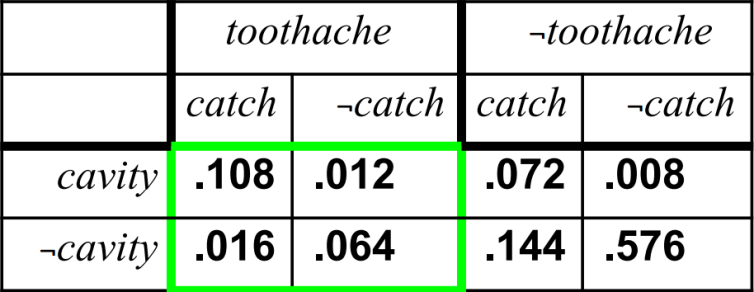 toothache ¬toothache
catch ¬catch catch ¬catch
cavity .108 .012 .072 .008
¬cavity .016 .064 .144 .576